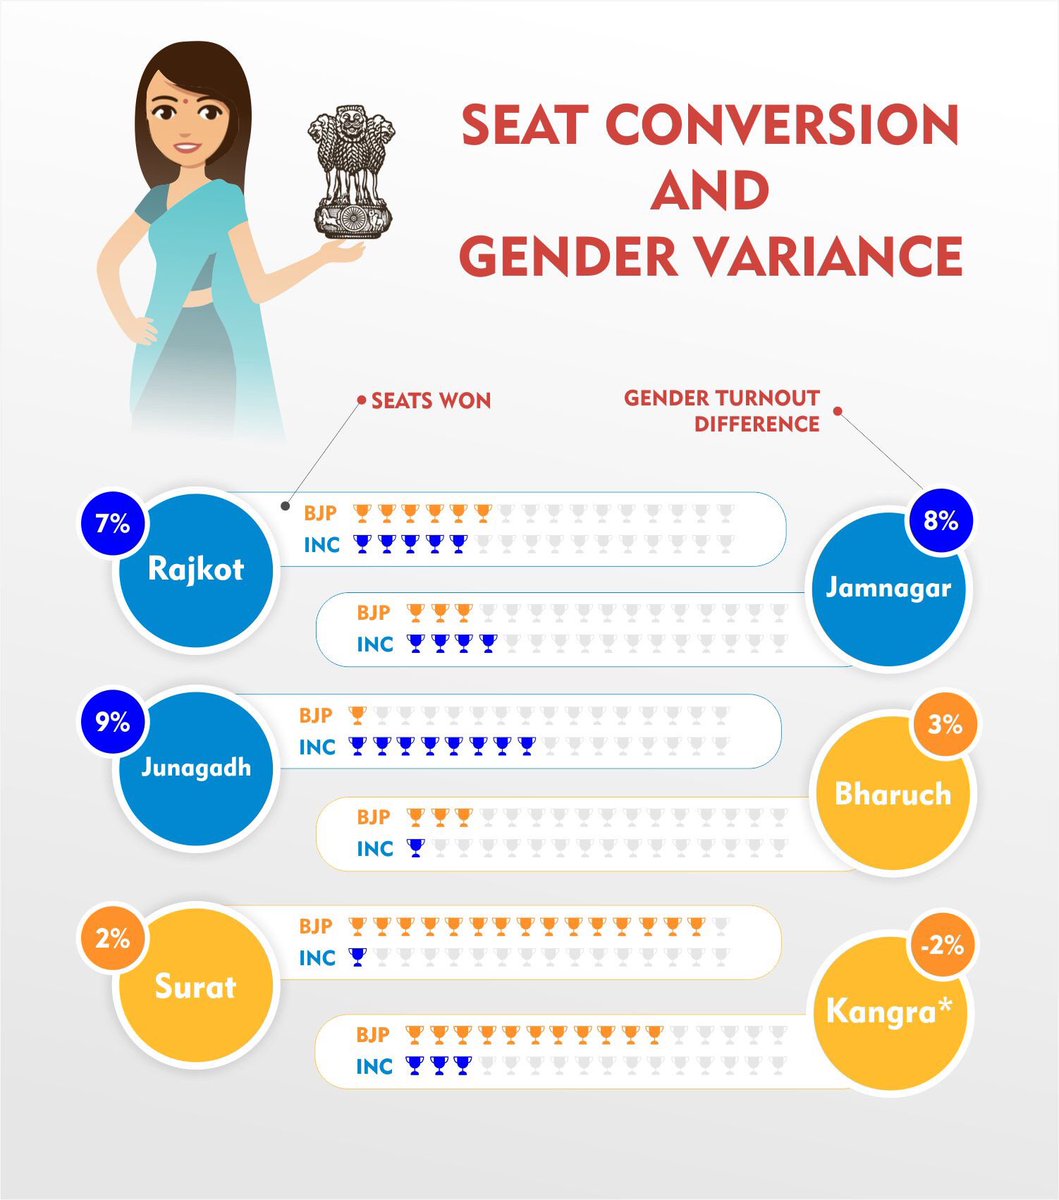 SEAT CONVERSION
AND
GENDER VARIANCE
SEATS WON
GENDER TURNOUT
DIFFERENCE
7%
Rajkot
BJP
INC
8%
Jamnagar
BJP
INC
9%
Junagadh
BJP
INC
3%
Bharuch
BJP
INC
2%
Surat
BJP
INC
-2%
Kangra*
BJP
INC